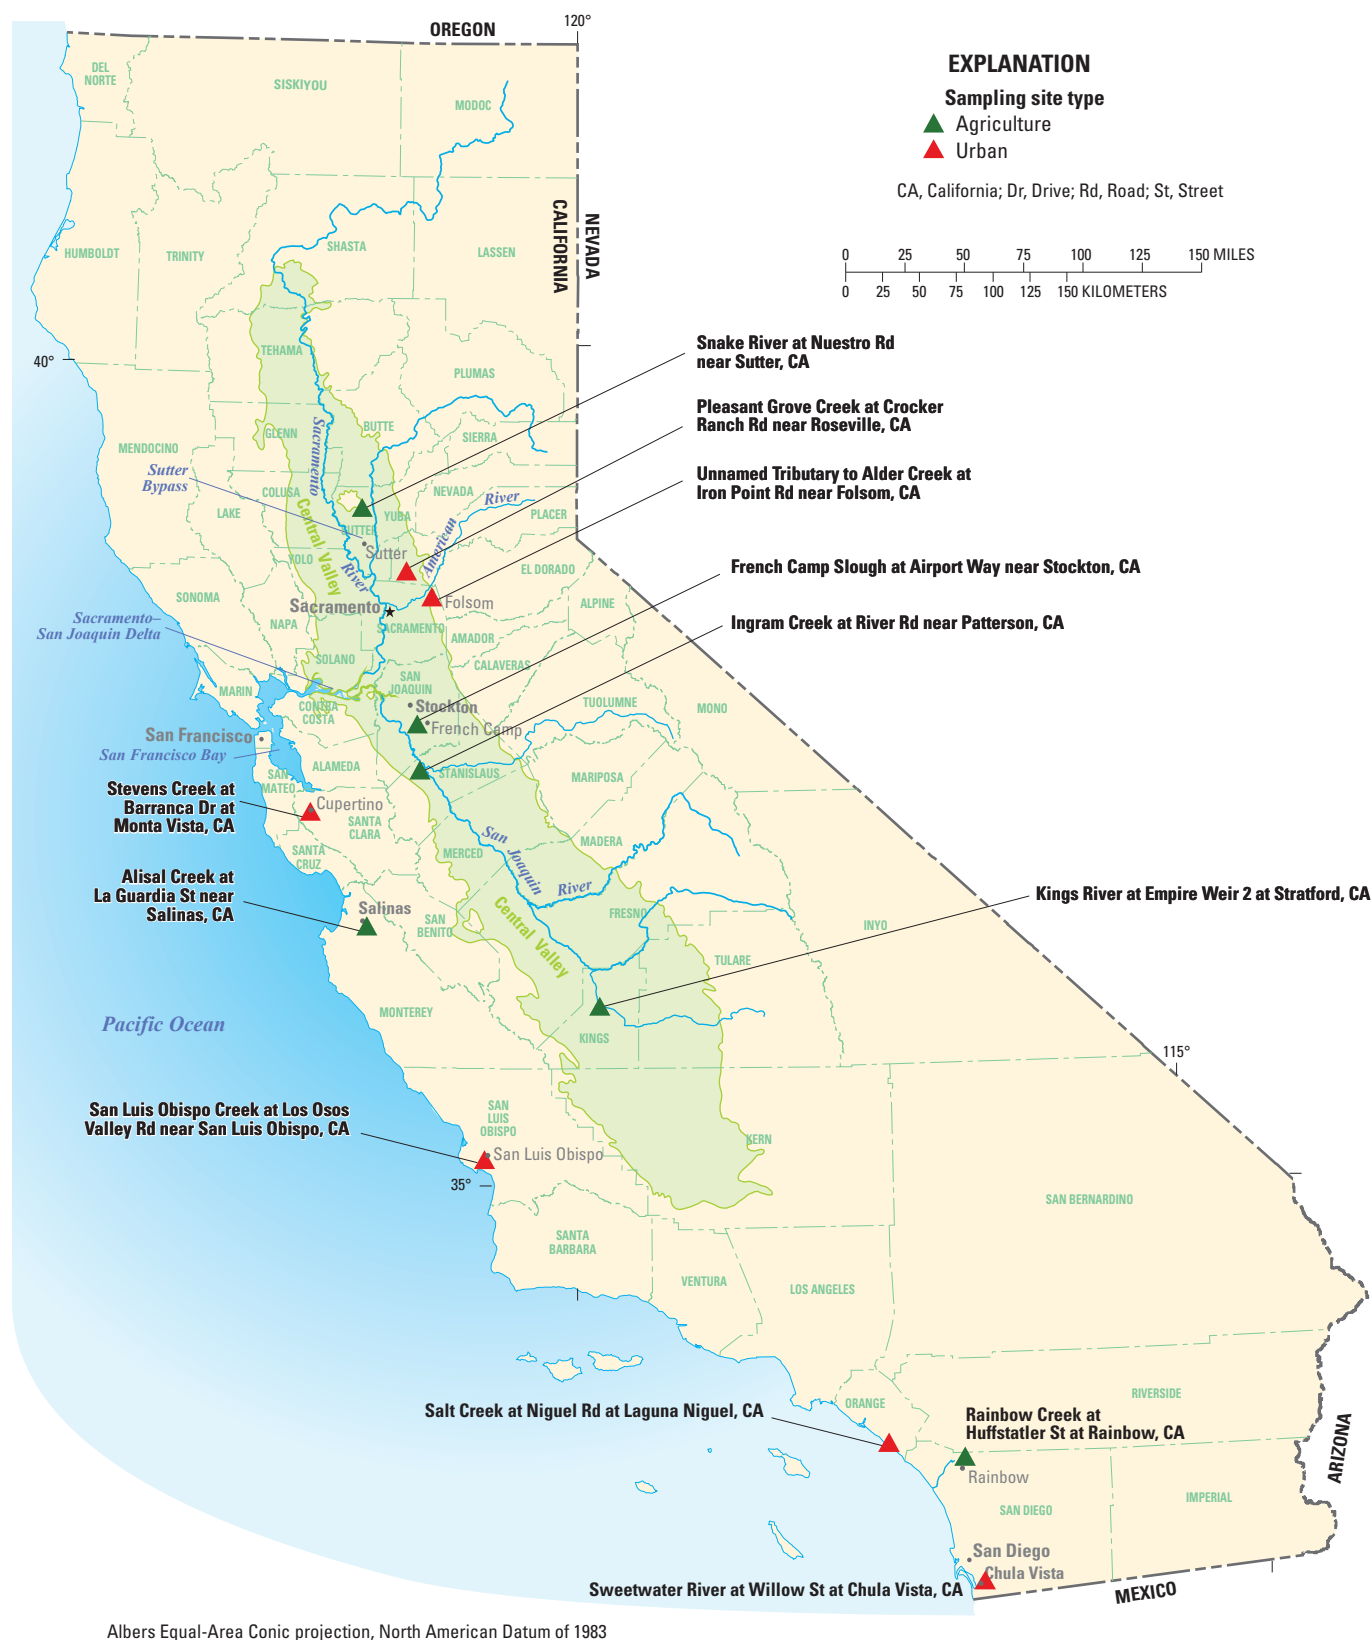 OREGON
120°
EXPLANATION
Sampling site type
Agriculture
Urban
CA, California; Dr, Drive; Rd, Road; St, Street
0 25 50 75 100 125 150 MILES
0 25 50 75 100 125 150 KILOMETERS
DEL
NORTE
SISKIYOU
MODOC
HUMBOLDT
TRINITY
SHASTA
LASSEN
CALIFORNIA
NEVADA
40°
TEHAMA
PLUMAS
Snake River at Nuestro Rd
near Sutter, CA
Pleasant Grove Creek at Crocker
Ranch Rd near Roseville, CA
Unnamed Tributary to Alder Creek at
Iron Point Rd near Folsom, CA
French Camp Slough at Airport Way near Stockton, CA
Ingram Creek at River Rd near Patterson, CA
MENDOCINO
GLENN
BUTTE
SIERRA
Sacramento
River
Sutter
Bypass
COLUSA
LAKE
Central Valley
SUTTER
YUBA
NEVADA
American
River
PLACER
Sutter
YOLO
EL DORADO
SONOMA
NAPA
Sacramento
Folsom
ALPINE
Sacramento–
San Joaquin Delta
SACRAMENTO
AMADOR
SOLANO
CALAVERAS
MARIN
SAN
JOAQUIN
CONTRA
COSTA
Stockton
French Camp
TUOLUMNE
MONO
San Francisco
San Francisco Bay
ALAMEDA
STANISLAUS
MARIPOSA
SAN
MATEO
Stevens Creek at
Barranca Dr at
Monta Vista, CA
Cupertino
SANTA
CLARA
SANTA
CRUZ
MERCED
San
Joaquin
River
MADERA
Alisal Creek at
La Guardia St near
Salinas, CA
Salinas
SAN
BENITO
Central Valley
FRESNO
Kings River at Empire Weir 2 at Stratford, CA
INYO
TULARE
Pacific Ocean
MONTEREY
KINGS
115°
San Luis Obispo Creek at Los Osos
Valley Rd near San Luis Obispo, CA
SAN
LUIS
OBISPO
San Luis Obispo
KERN
35°
SAN BERNARDINO
SANTA
BARBARA
VENTURA
LOS ANGELES
Salt Creek at Niguel Rd at Laguna Niguel, CA
ORANGE
RIVERSIDE
Rainbow Creek at
Huffstatler St at Rainbow, CA
Rainbow
ARIZONA
SAN DIEGO
IMPERIAL
San Diego
Chula Vista
Sweetwater River at Willow St at Chula Vista, CA
MEXICO
Albers Equal-Area Conic projection, North American Datum of 1983